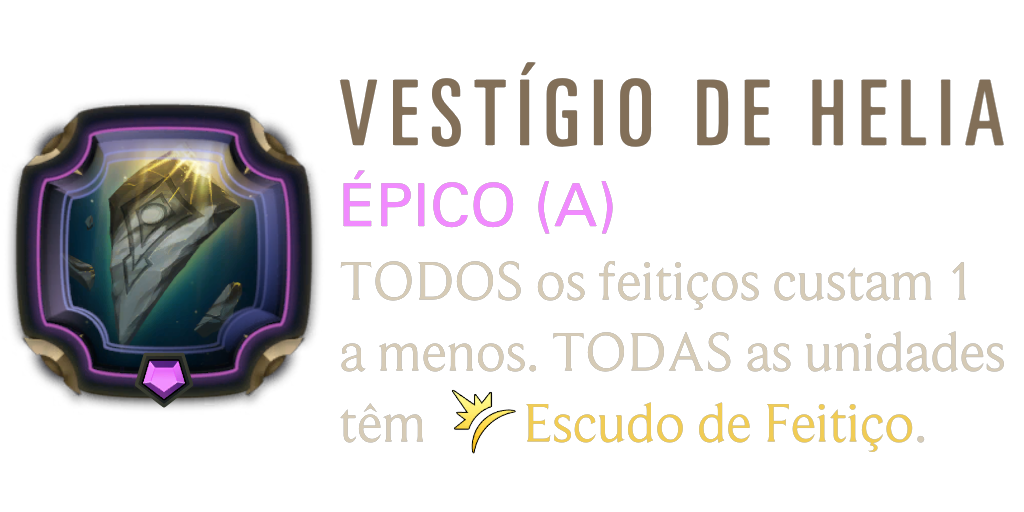 VESTÍGIO DE HELIA
ÉPICO (A)
TODOS os feitiços custam 1
a menos. TODAS as unidades
têm Escudo de Feitiço.